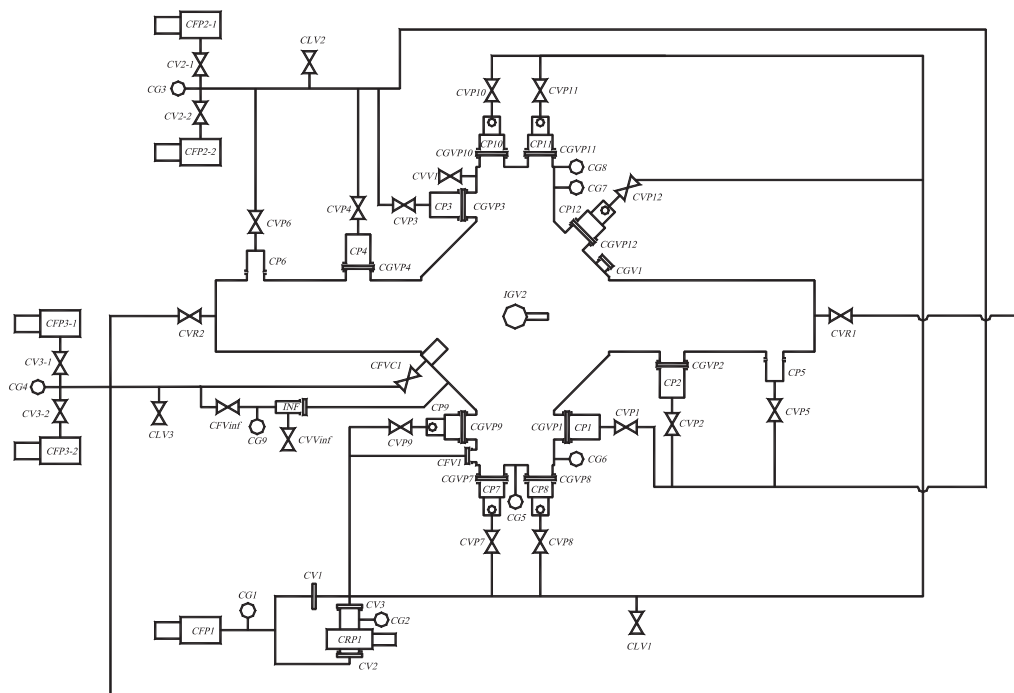 CFP2-1
CLV2
CV2-1
CG3
CVP10
CVP11
CV2-2
CFP2-2
CP10
CP11
CGVP10
CGVP11
CG8
CVV1
CG7
CP3
CGVP3
CP12
CVP12
CVP4
CVP3
CVP6
CP4
CGVP12
CP6
CGVP4
CGV1
IGV2
CFP3-1
CVR2
CVR1
CV3-1
CFVC1
CGVP2
CP5
CG4
CP2
CV3-2
INF
CP9
CVP1
CVP5
CLV3
CFVinf
CG9
CVVinf
CVP9
CGVP9
CGVP1
CP1
CVP2
CFP3-2
CFV1
CG6
CGVP7
CP7
CP8
CGVP8
CG5
CVP7
CVP8
CV1
CG1
CV3
CG2
CFP1
CRP1
CLV1
CV2